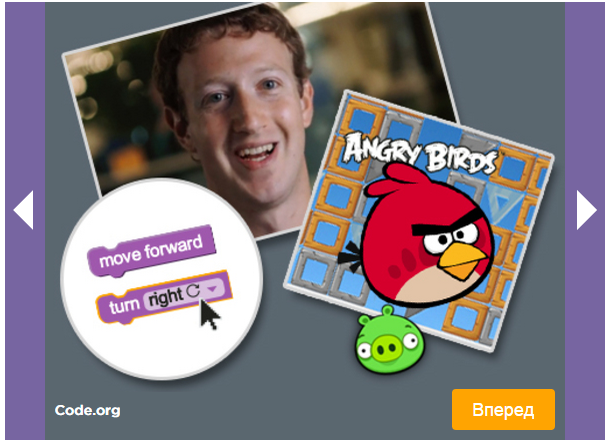 ANGRY BIRDS
move forward
turn right
Code.org
Вперед